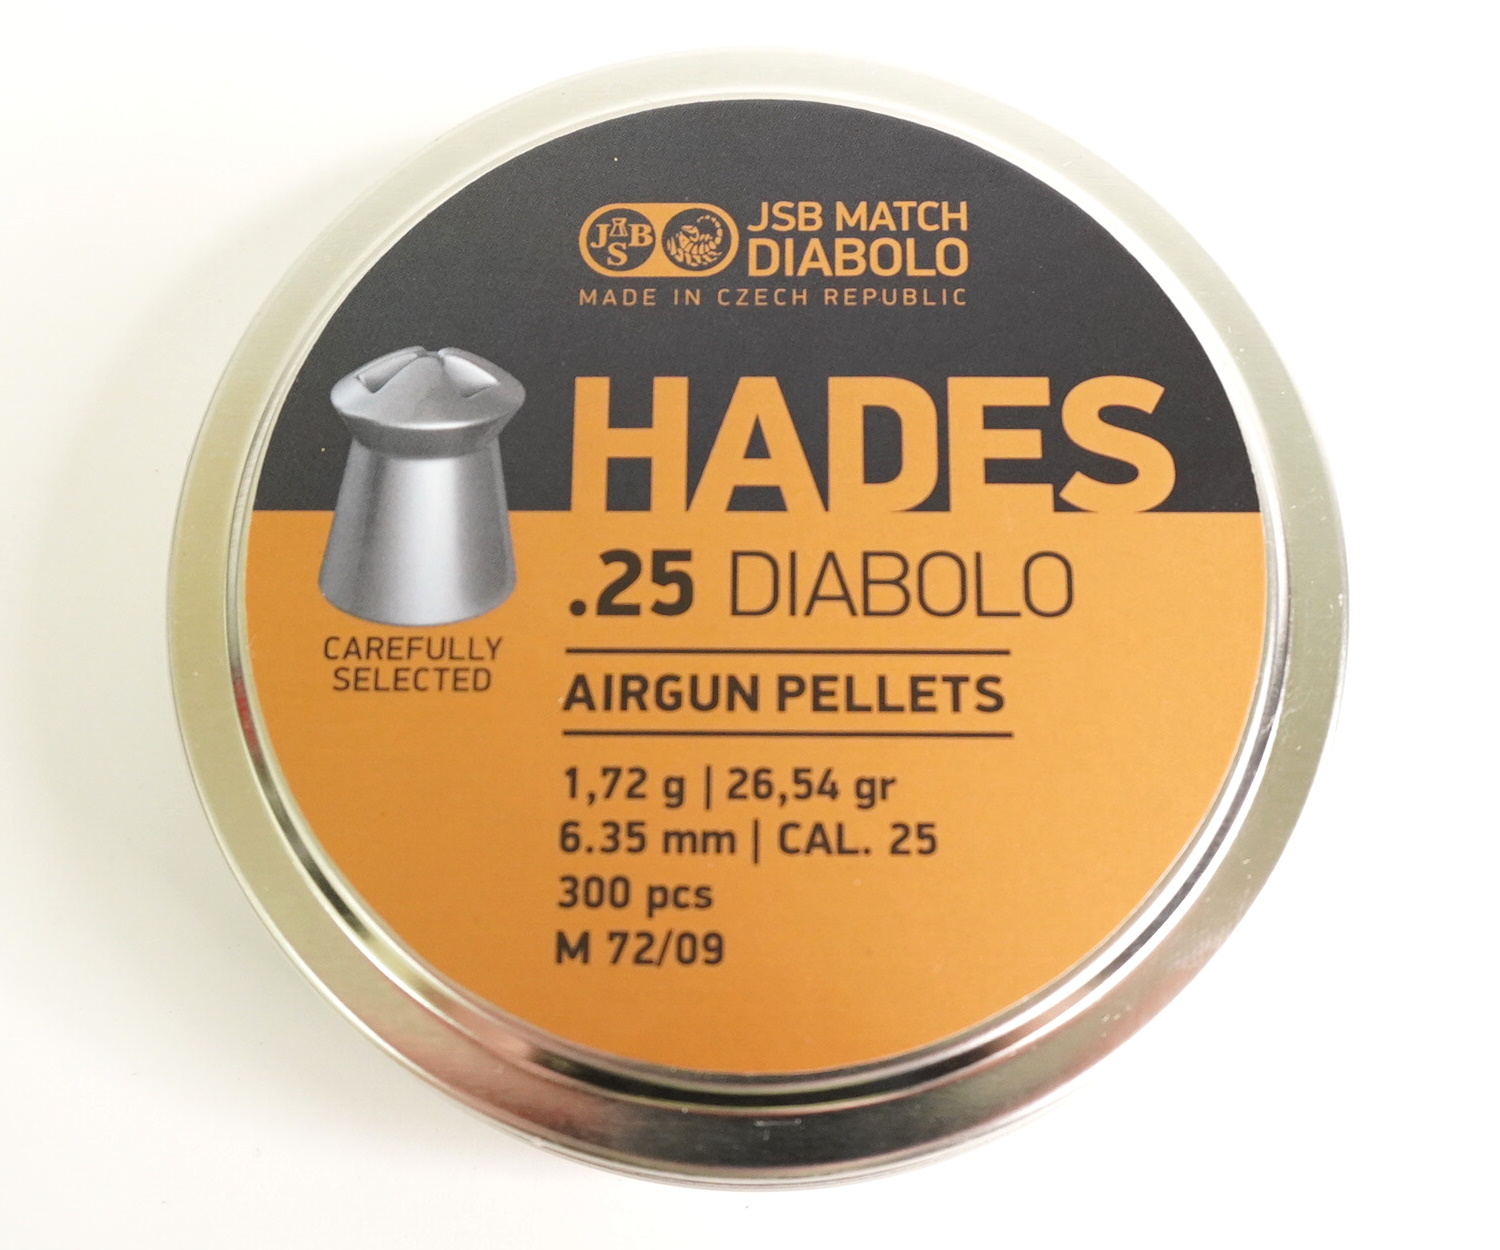 JSB
JSB MATCH
DIABOLO
MADE IN CZECH REPUBLIC
HADES
.25 DIABOLO
CAREFULLY
SELECTED
AIRGUN PELLETS
1,72 g | 26,54 gr
6.35 mm | CAL. 25
300 pcs
M 72/09